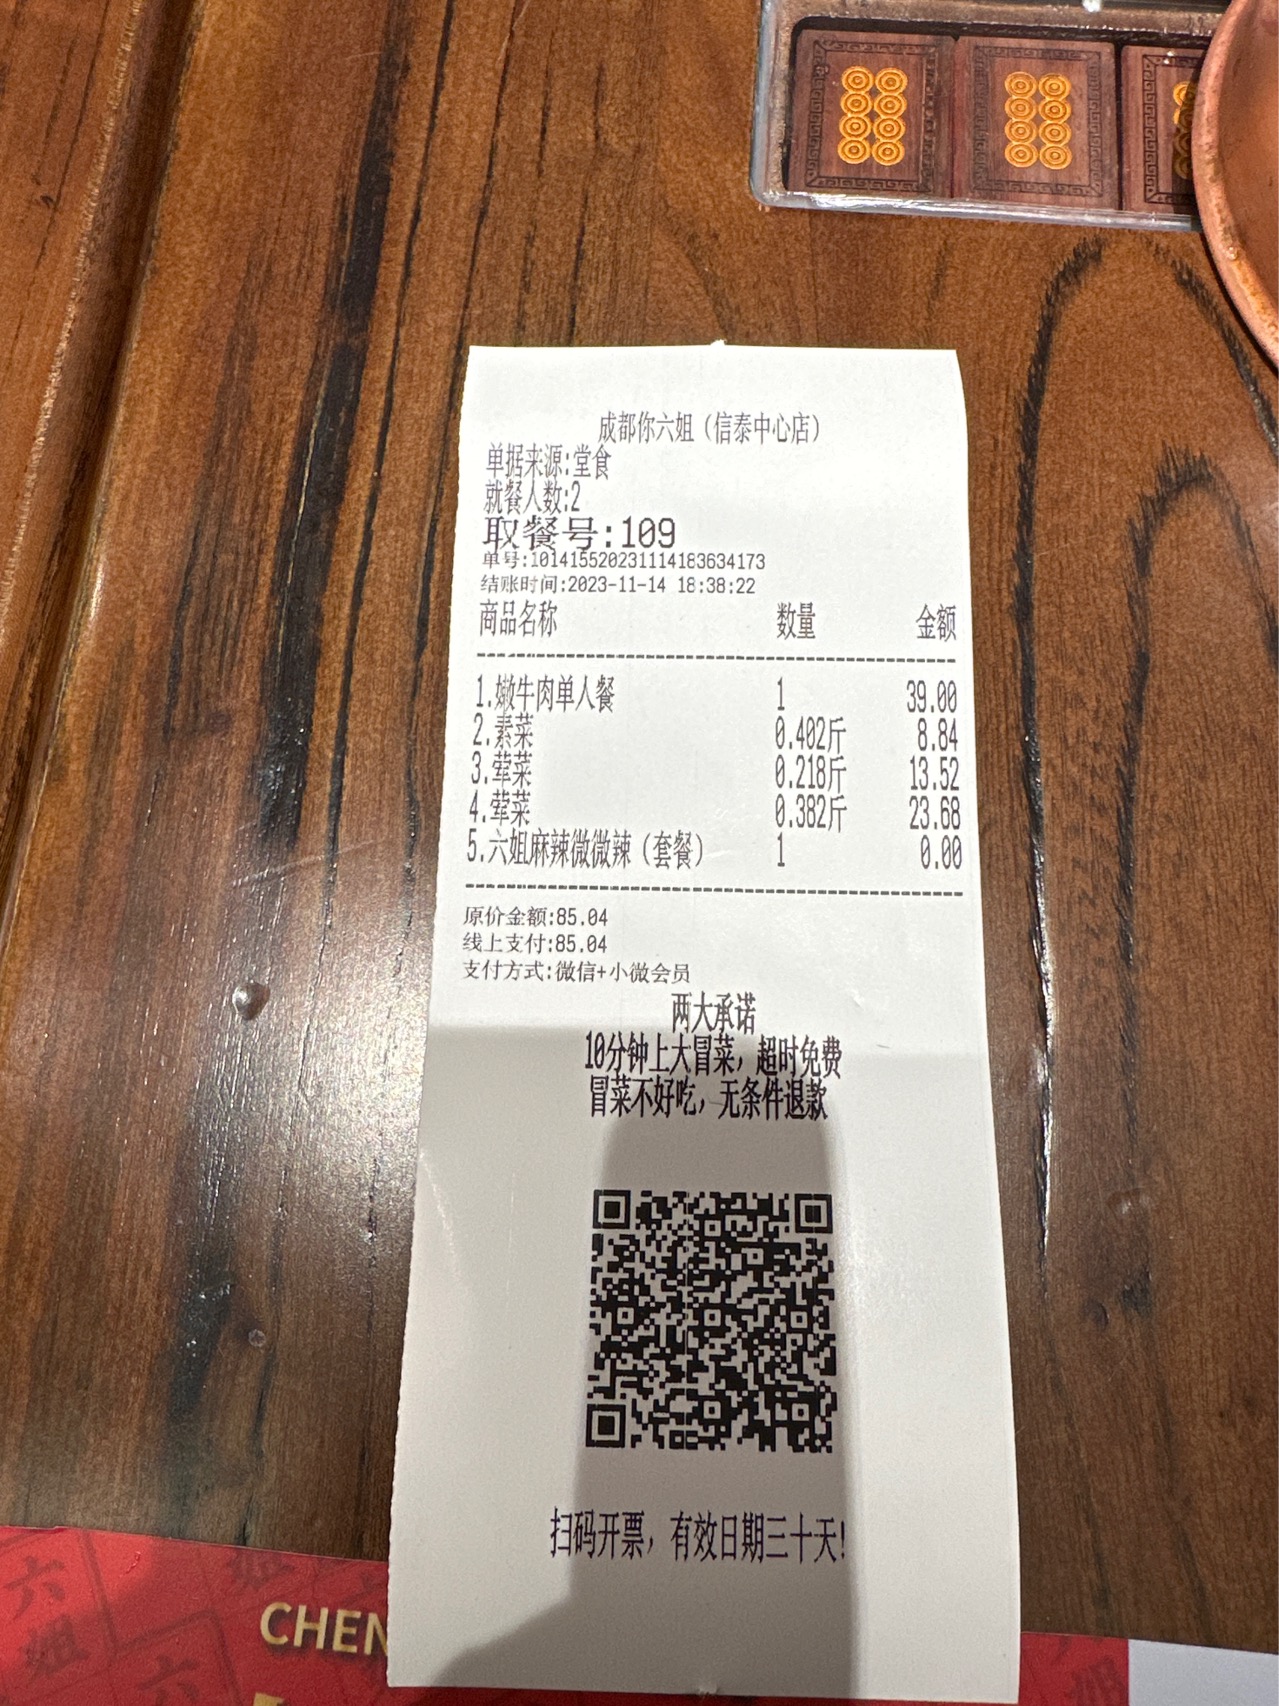 成都你六姐（信泰中心店）
单据来源:堂食
就餐人数:2
取餐号:109
单号:101415520231114183634173
结账时间:2023-11-14 18:38:22
商品名称 数量 金额
1.嫩牛肉单人餐 1 39.00
2.素菜 0.402斤 8.84
3.荤菜 0.218斤 13.52
4.荤菜 0.382斤 23.68
5.六姐麻辣微微辣（套餐） 1 0.00
原价金额:85.04
线上支付:85.04
支付方式:微信+小微会员
两大承诺
10分钟上大冒菜，超时免费
冒菜不好吃，无条件退款
扫码开票，有效日期三十天!
六姐
CHEN
六